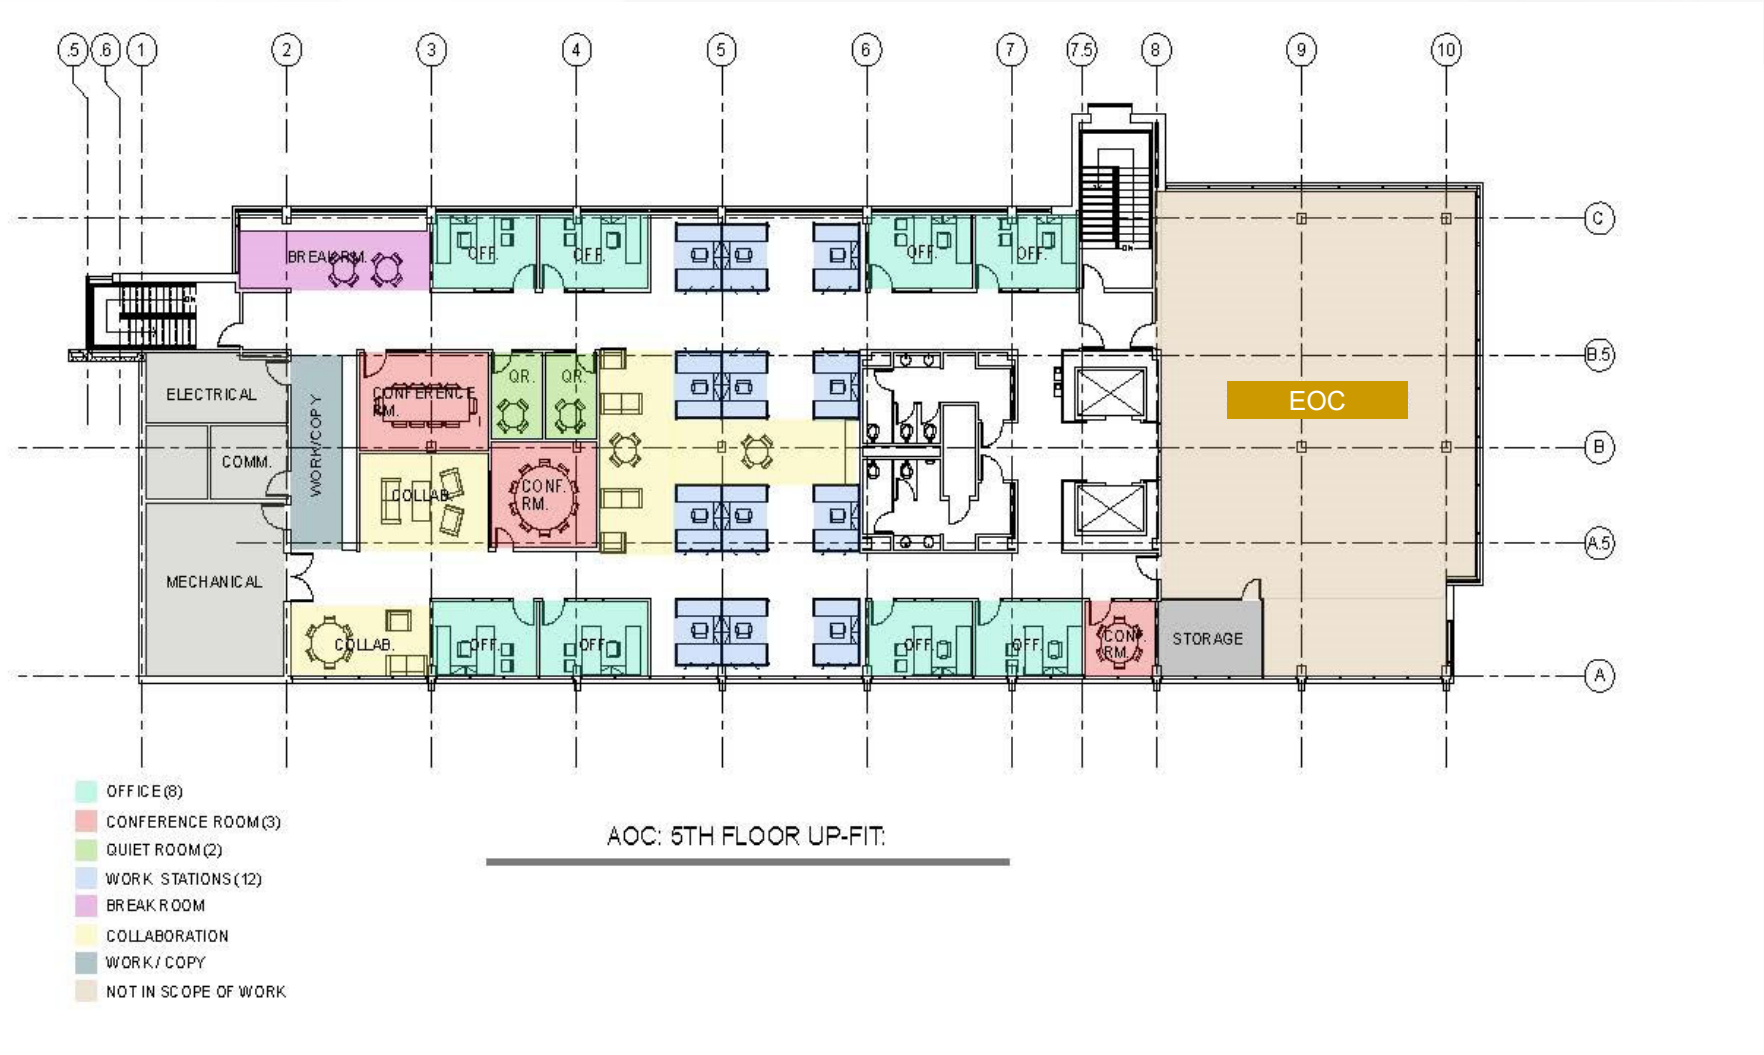 .5 .6 1 2 3 4 5 6 7 7.5 8 9 10
C
BREAK RM. OFF. OFF. OFF. OFF.
DN
DN
B.5
ELECTRICAL
CONFERENCE RM.
QR. QR.
EOC
WORK/COPY
B
COMM.
COLLAB.
CONF. RM.
A.5
MECHANICAL
COLLAB. OFF. OFF. OFF. OFF.
CONF. RM.
STORAGE
A
OFFICE (8)
CONFERENCE ROOM (3)
QUIET ROOM (2)
WORK STATIONS (12)
BREAK ROOM
COLLABORATION
WORK / COPY
NOT IN SCOPE OF WORK
AOC: 5TH FLOOR UP-FIT: